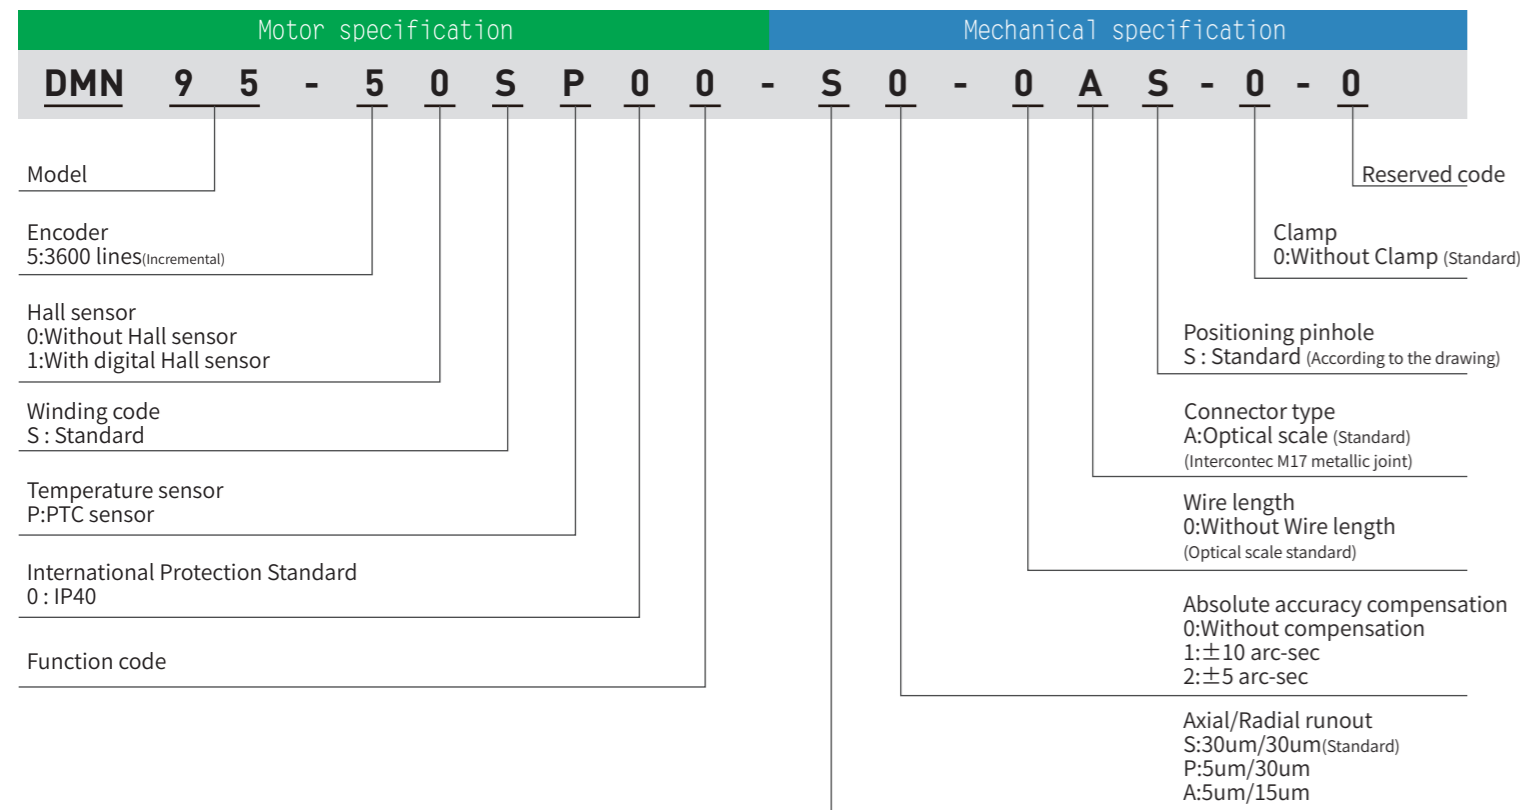 Motor specification
Mechanical specification
DMN 9 5 - 5 0 S P 0 0 - S 0 - 0 A S - 0 - 0
Model
Encoder
5:3600 lines(Incremental)
Hall sensor
0:Without Hall sensor
1:With digital Hall sensor
Winding code
S : Standard
Temperature sensor
P:PTC sensor
International Protection Standard
0 : IP40
Function code
Reserved code
Clamp
0:Without Clamp (Standard)
Positioning pinhole
S : Standard (According to the drawing)
Connector type
A:Optical scale (Standard)
(Intercontec M17 metallic joint)
Wire length
0:Without Wire length
(Optical scale standard)
Absolute accuracy compensation
0:Without compensation
1:±10 arc-sec
2:±5 arc-sec
Axial/Radial runout
S:30um/30um(Standard)
P:5um/30um
A:5um/15um